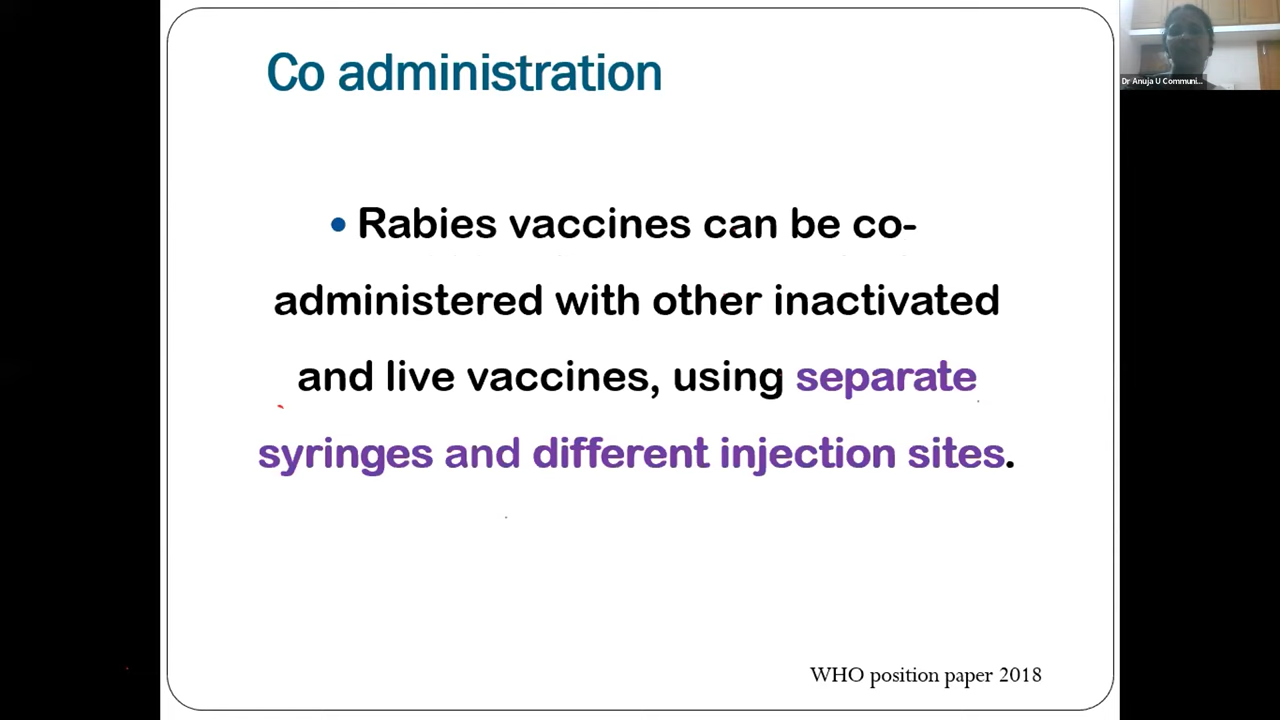 Co administration
Dr Anuja U Communi...
• Rabies vaccines can be co-
administered with other inactivated
and live vaccines, using separate
syringes and different injection sites.
WHO position paper 2018